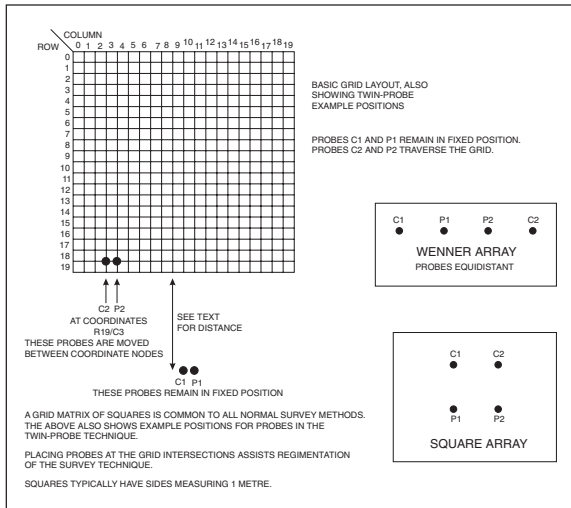 COLUMN
0 1 2 3 4 5 6 7 8 9 10 11 12 13 14 15 16 17 18 19
ROW
0
1
2
3
4
5
6
7
8
9
10
11
12
13
14
15
16
17
18
19
BASIC GRID LAYOUT, ALSO
SHOWING TWIN-PROBE
EXAMPLE POSITIONS
PROBES C1 AND P1 REMAIN IN FIXED POSITION.
PROBES C2 AND P2 TRAVERSE THE GRID.
C1 P1 P2 C2
WENNER ARRAY
PROBES EQUIDISTANT
C2 P2
AT COORDINATES
R19/C3
THESE PROBES ARE MOVED
BETWEEN COORDINATE NODES
SEE TEXT
FOR DISTANCE
C1 P1
THESE PROBES REMAIN IN FIXED POSITION
C1 C2
P1 P2
SQUARE ARRAY
A GRID MATRIX OF SQUARES IS COMMON TO ALL NORMAL SURVEY METHODS.
THE ABOVE ALSO SHOWS EXAMPLE POSITIONS FOR PROBES IN THE
TWIN-PROBE TECHNIQUE.
PLACING PROBES AT THE GRID INTERSECTIONS ASSISTS REGIMENTATION
OF THE SURVEY TECHNIQUE.
SQUARES TYPICALLY HAVE SIDES MEASURING 1 METRE.